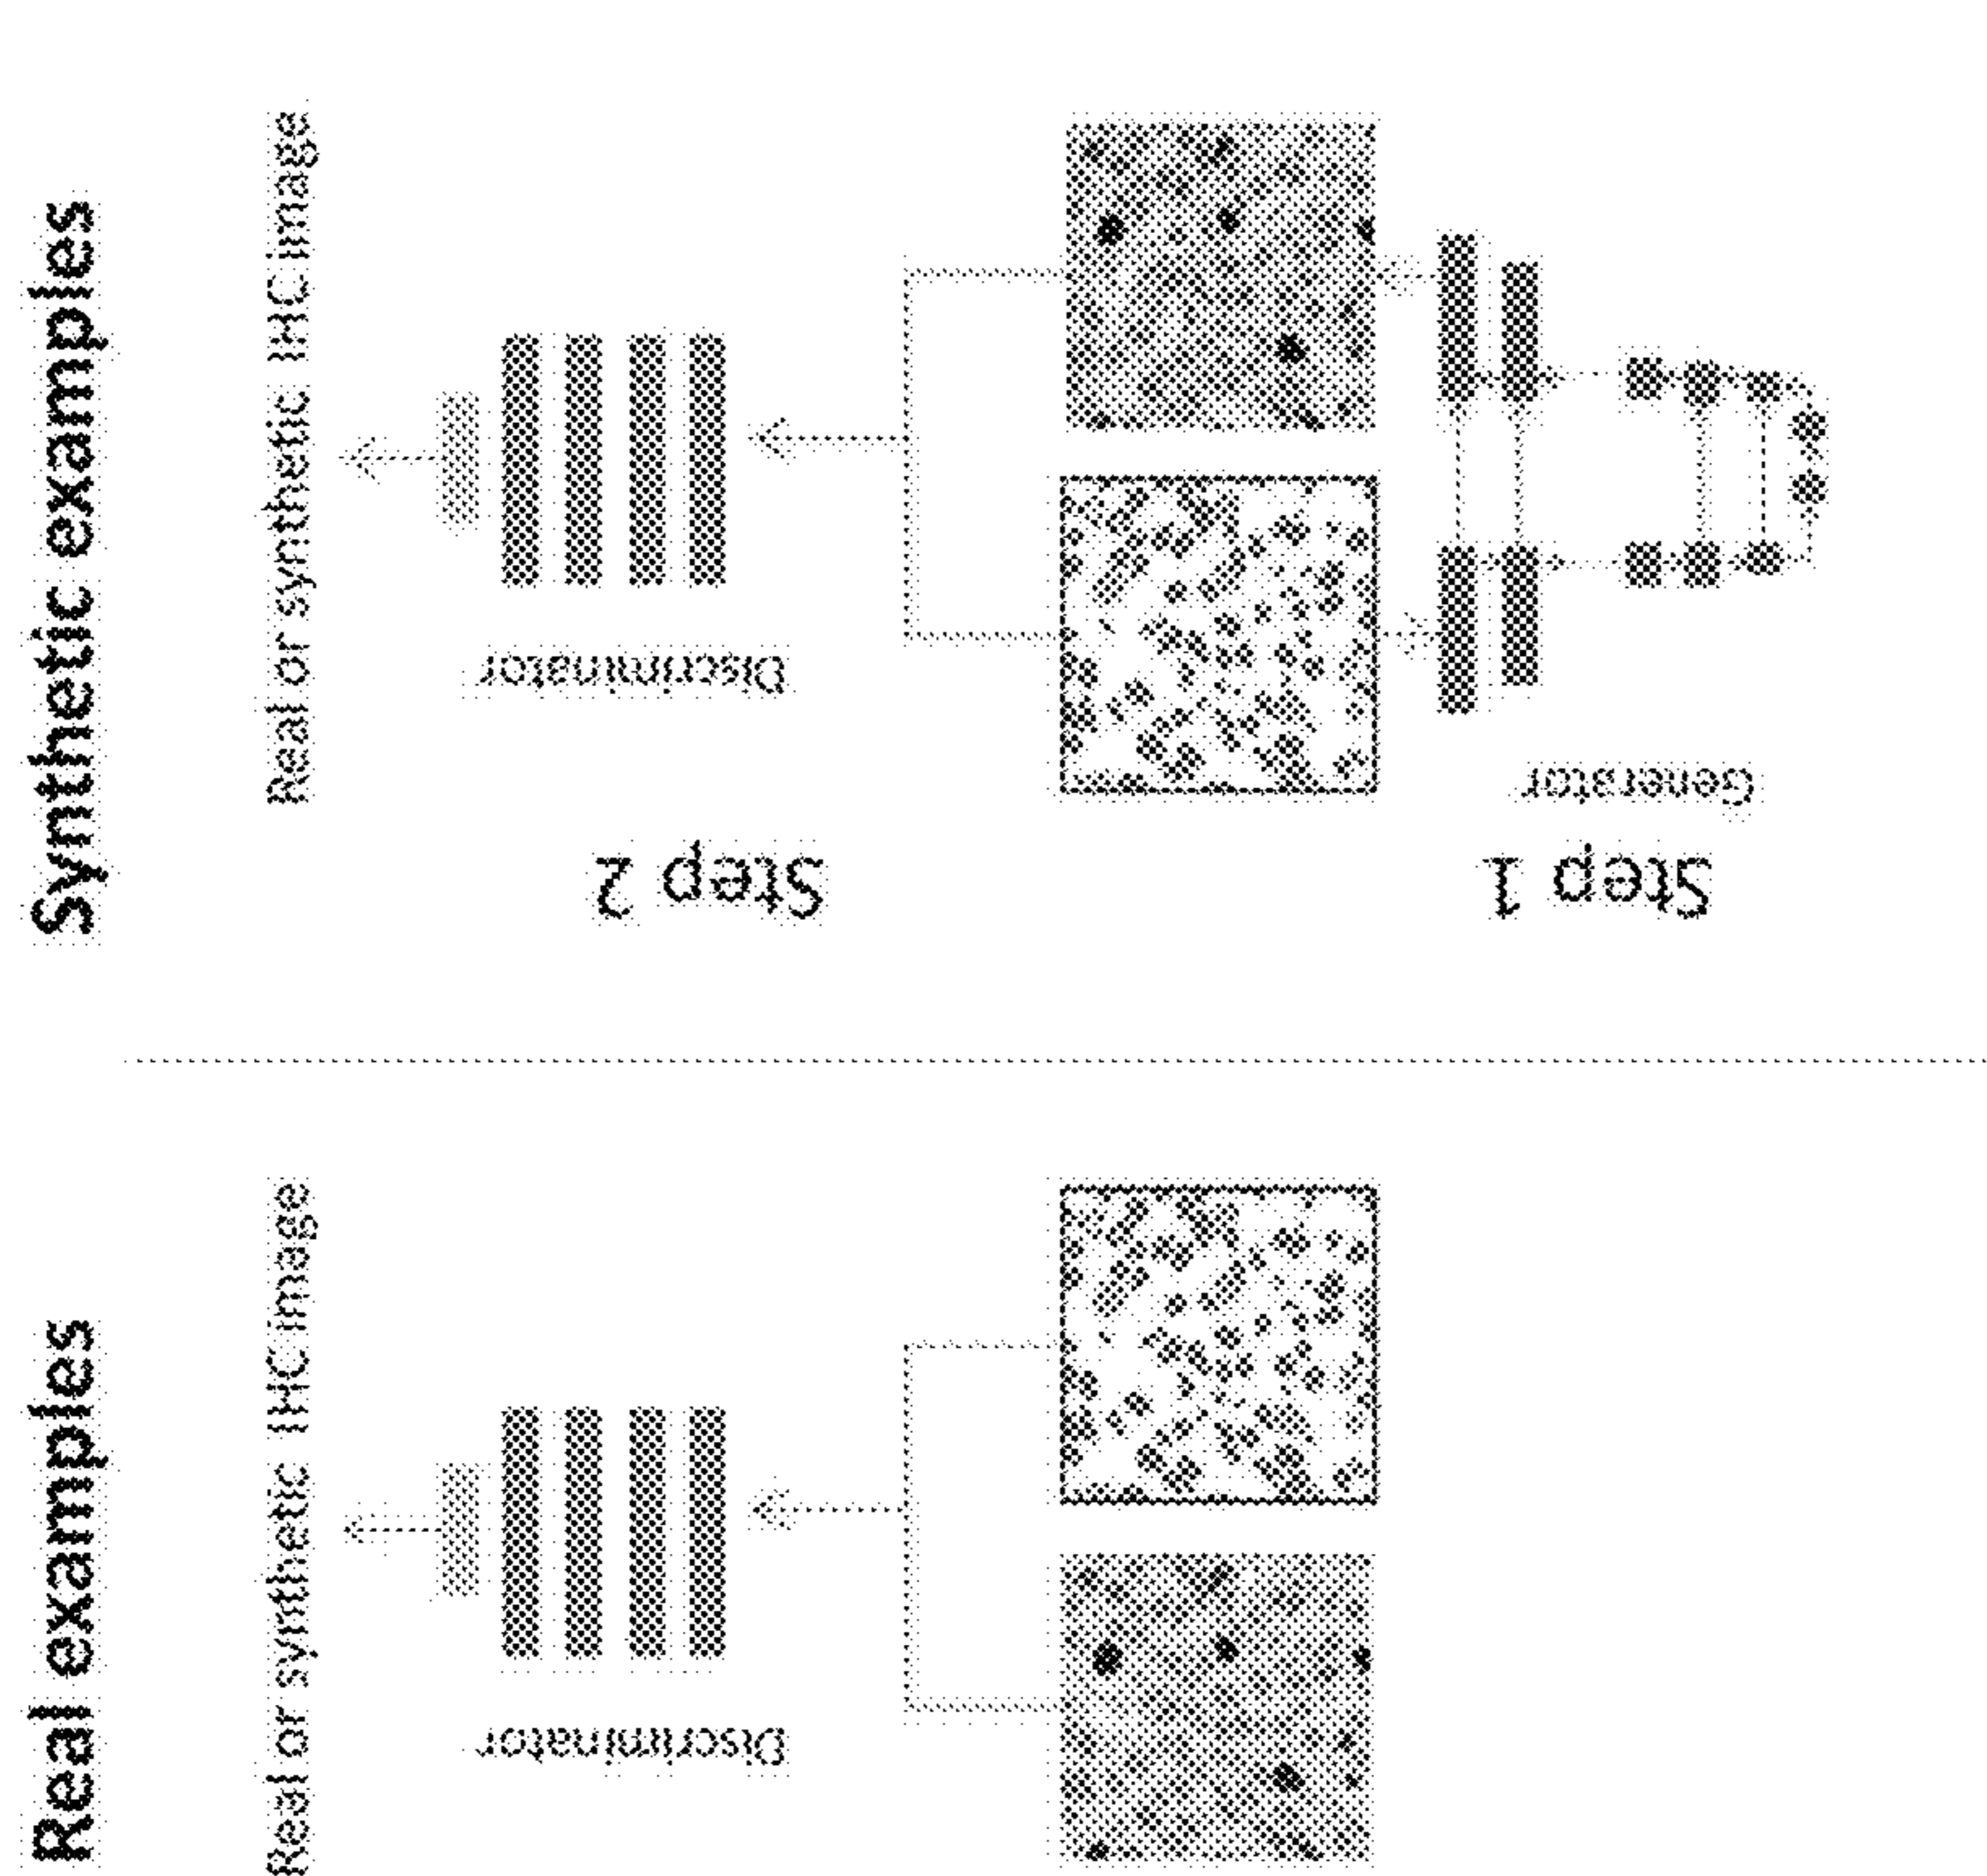 Real examples
Real or synthetic IHC image
Discriminator
Synthetic examples
Real or synthetic IHC image
Discriminator
Step 2
Generator
Step 1